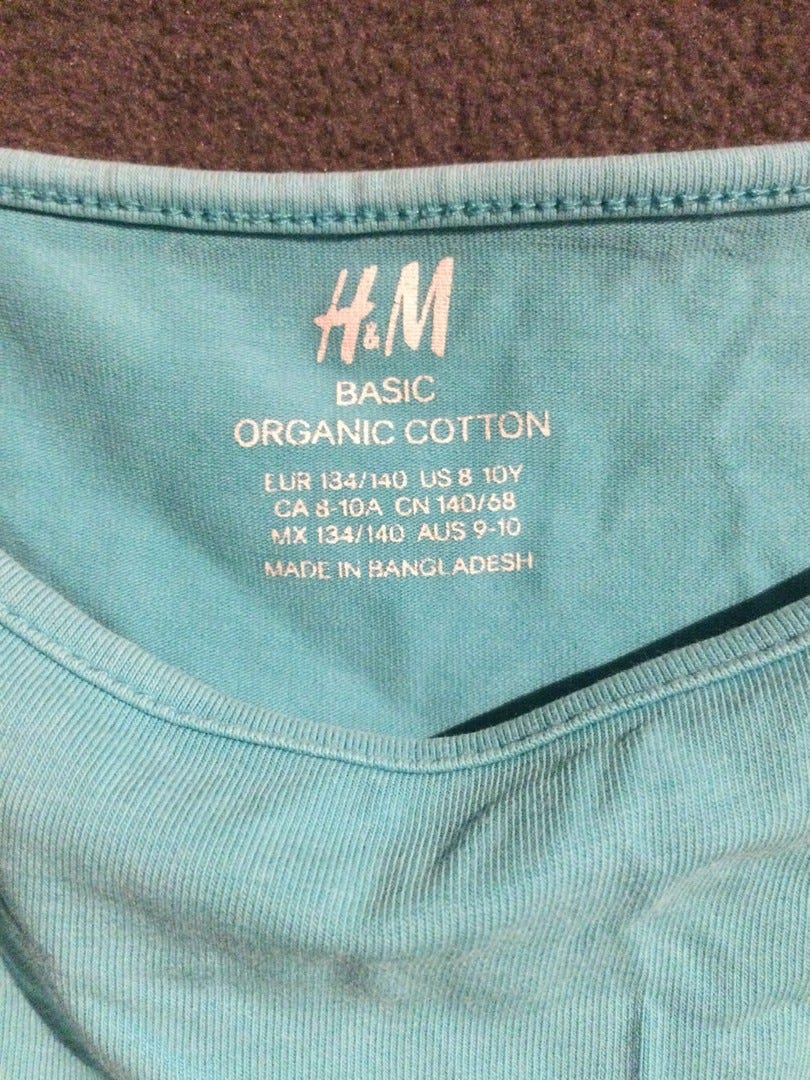 H&M
BASIC
ORGANIC COTTON
EUR 134/140 US 8-10Y
CA 8-10A CN 140/68
MX 134/140 AUS 9-10
MADE IN BANGLADESH